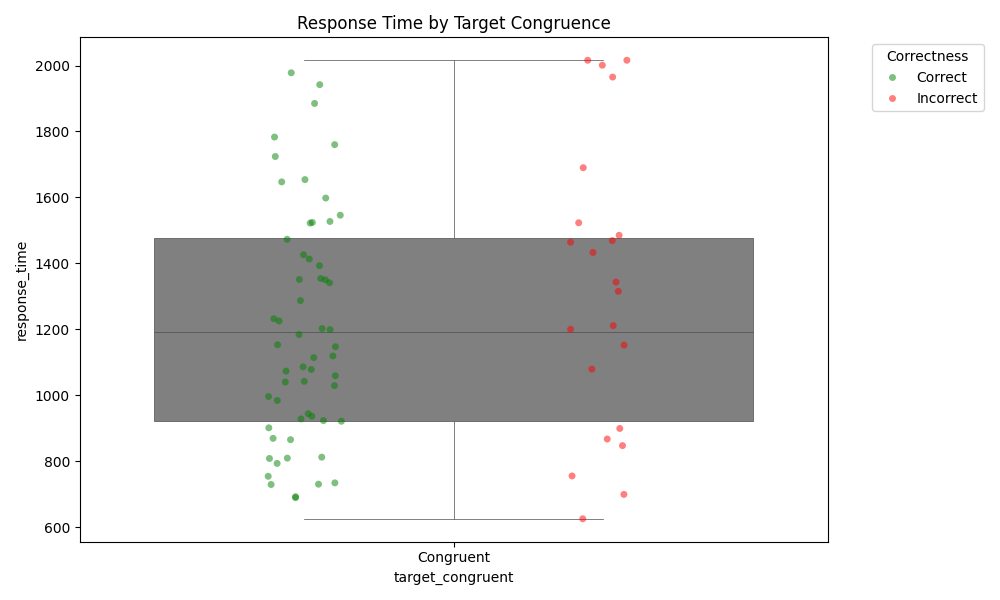 Response Time by Target Congruence
Correctness
Correct
Incorrect
response_time
2000
1800
1600
1400
1200
1000
800
600
Congruent
target_congruent